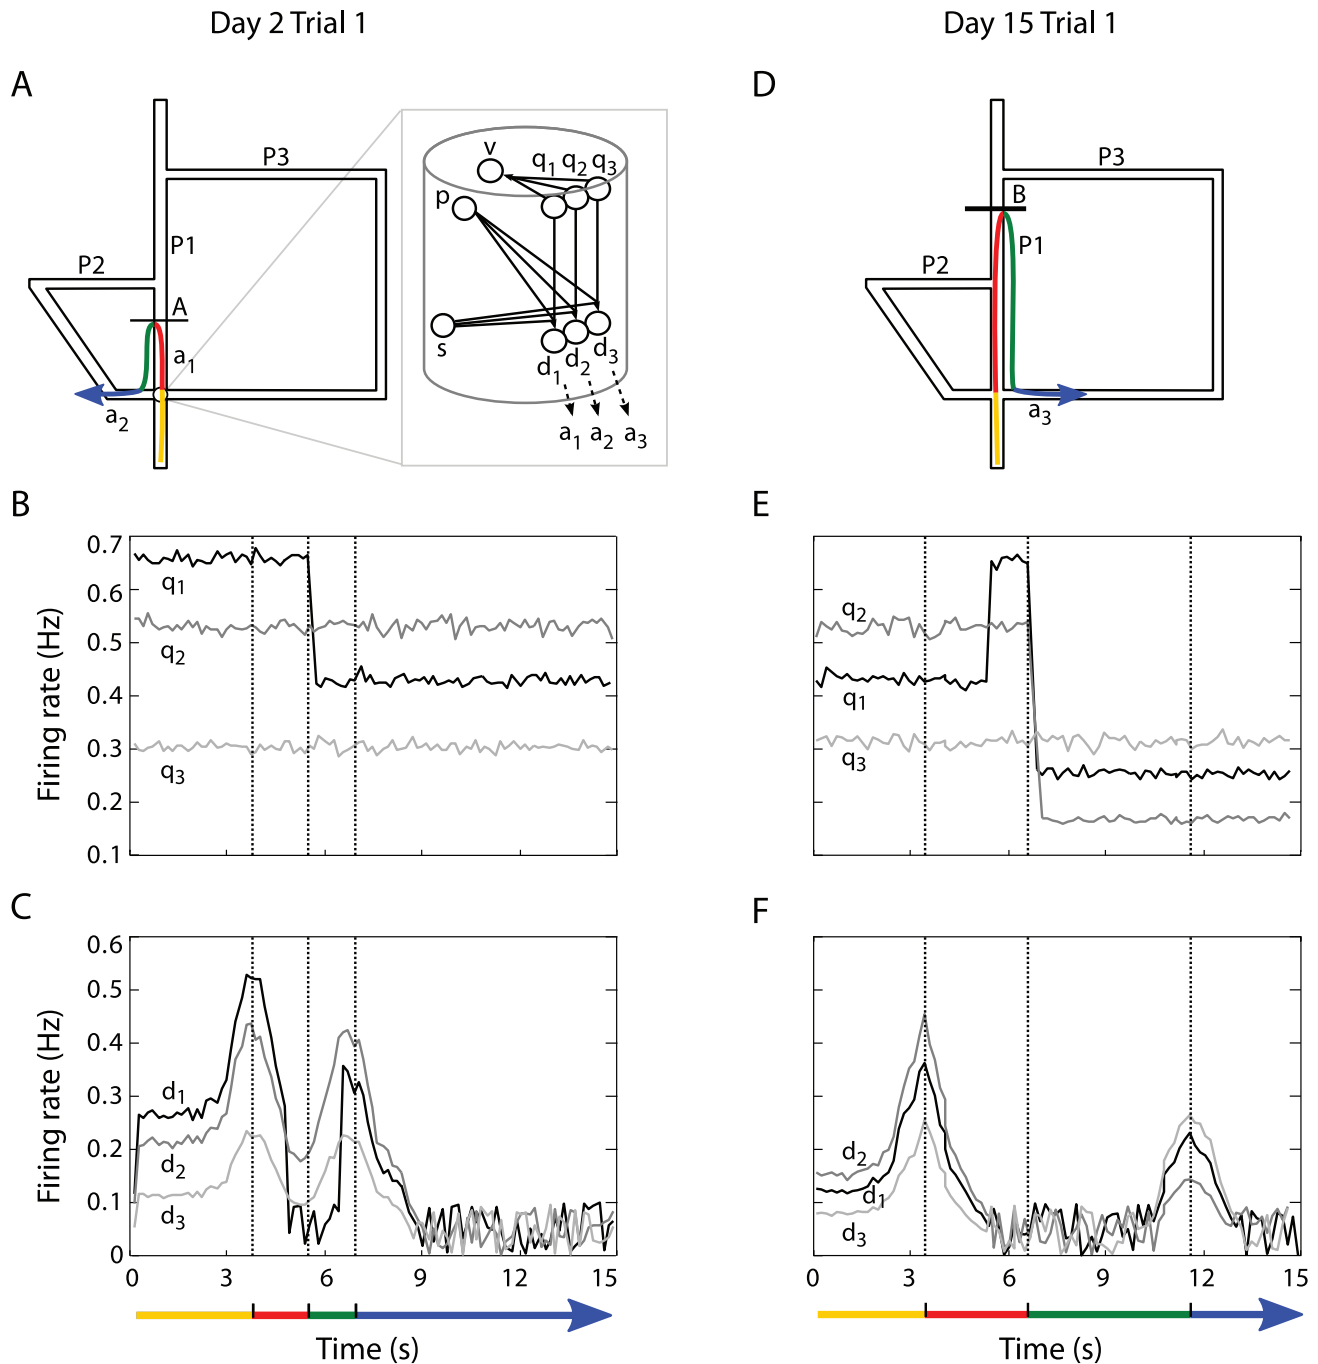 Day 2 Trial 1
Day 15 Trial 1
A
P3
P1
P2
A
a1
a2
v
q1 q2 q3
p
s
d1 d2 d3
a1 a2 a3
D
P3
B
P1
P2
a3
B
Firing rate (Hz)
0.7
0.6
0.5
0.4
0.3
0.2
0.1
q1
q2
q3
E
q2
q1
q3
C
Firing rate (Hz)
0.6
0.5
0.4
0.3
0.2
0.1
0
d1
d2
d3
0 3 6 9 12 15
Time (s)
F
d2
d1
d3
0 3 6 9 12 15
Time (s)